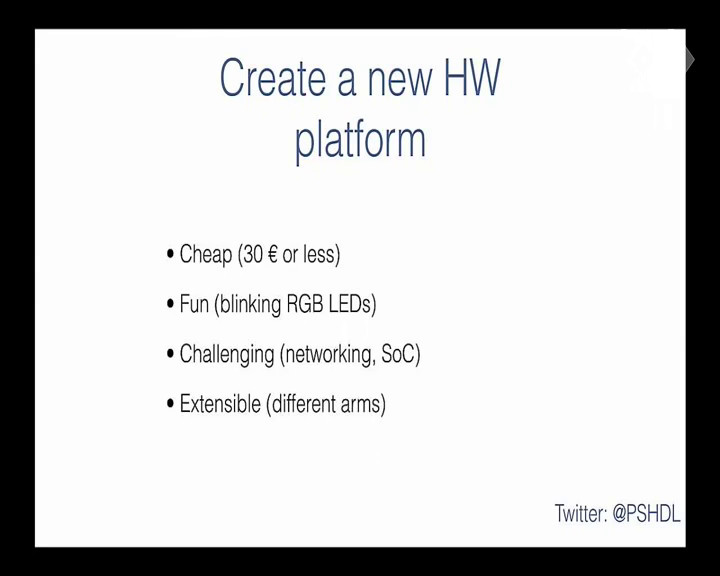 Create a new HW
platform
• Cheap (30 € or less)
• Fun (blinking RGB LEDs)
• Challenging (networking, SoC)
• Extensible (different arms)
Twitter: @PSHDL